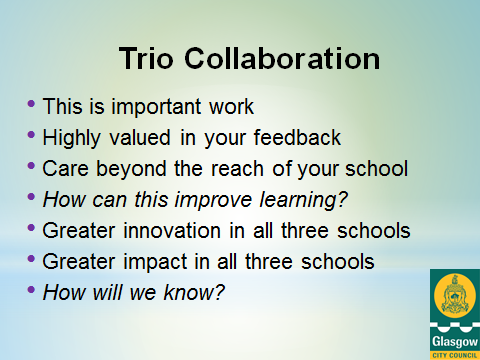 Trio Collaboration
• This is important work
• Highly valued in your feedback
• Care beyond the reach of your school
• How can this improve learning?
• Greater innovation in all three schools
• Greater impact in all three schools
• How will we know?
Glasgow
CITY COUNCIL